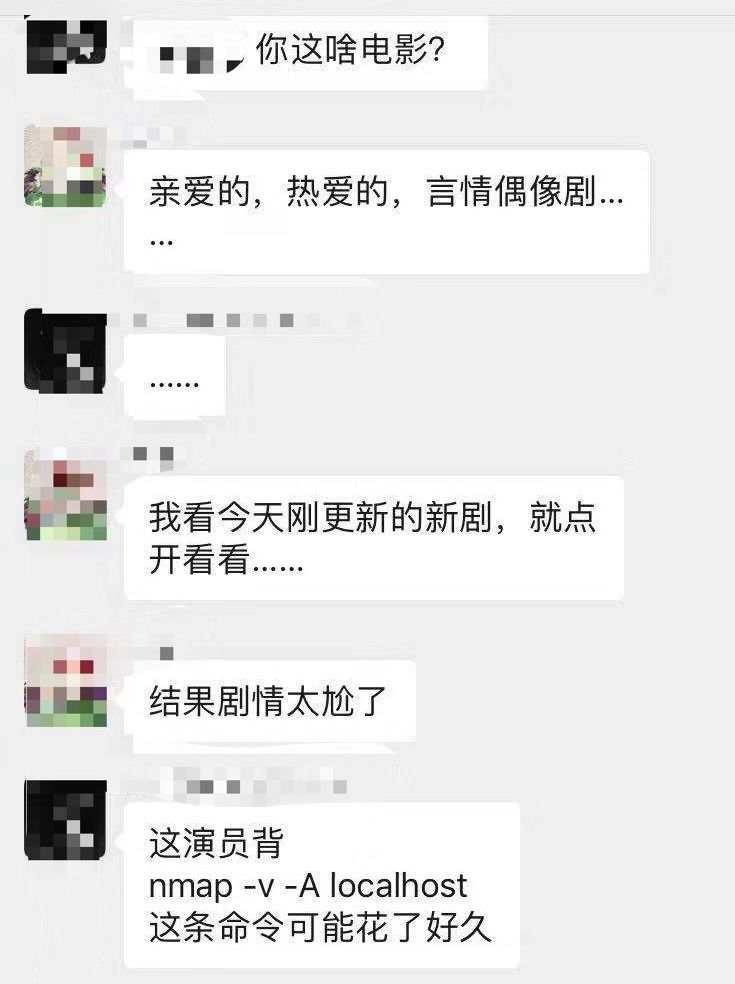 你这啥电影？
亲爱的，热爱的，言情偶像剧...
...
......
我看今天刚更新的新剧，就点
开看看......
结果剧情太尬了
这演员背
nmap -v -A localhost
这条命令可能花了好久